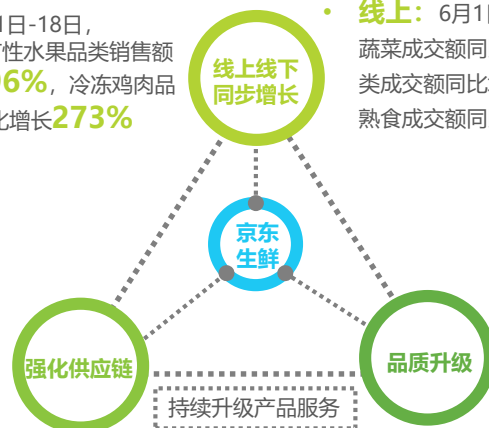 1日-18日，
性水果品类销售额
96%，冷冻鸡肉品
增长273%
• 线上：6月1日
蔬菜成交额同
类成交额同比
熟食成交额同
线上线下
同步增长
京东
生鲜
强化供应链
品质升级
持续升级产品服务